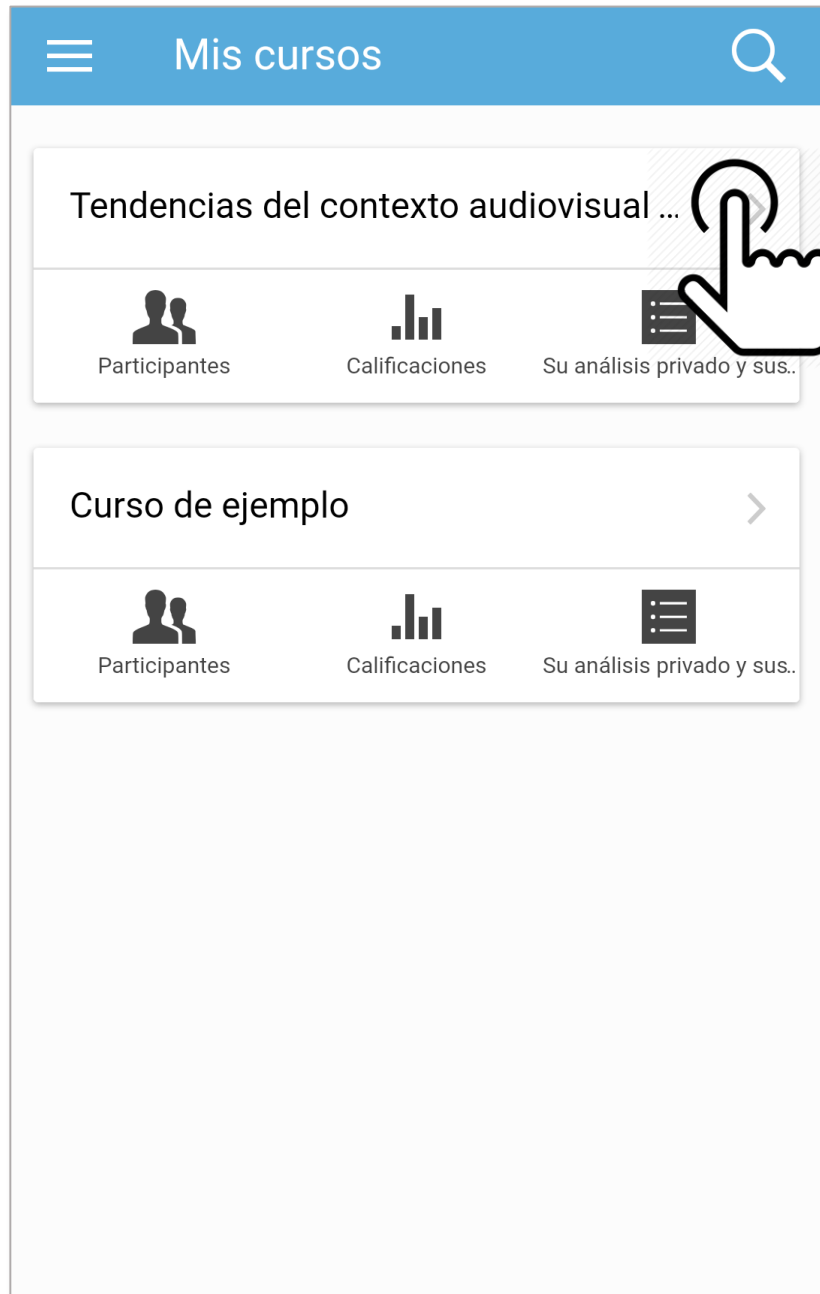 Mis cursos
Tendencias del contexto audiovisual ...
Participantes
Calificaciones
Su análisis privado y sus..
Curso de ejemplo
Participantes
Calificaciones
Su análisis privado y sus..